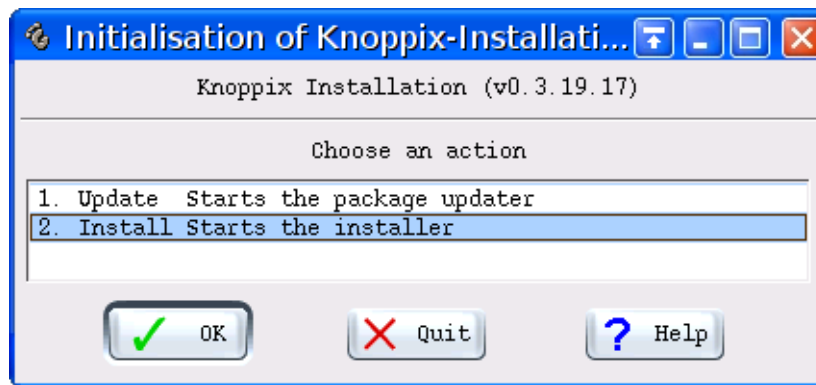 Initialisation of Knoppix-Installati...
Knoppix Installation (v0.3.19.17)
Choose an action
1. Update Starts the package updater
2. Install Starts the installer
OK Quit Help